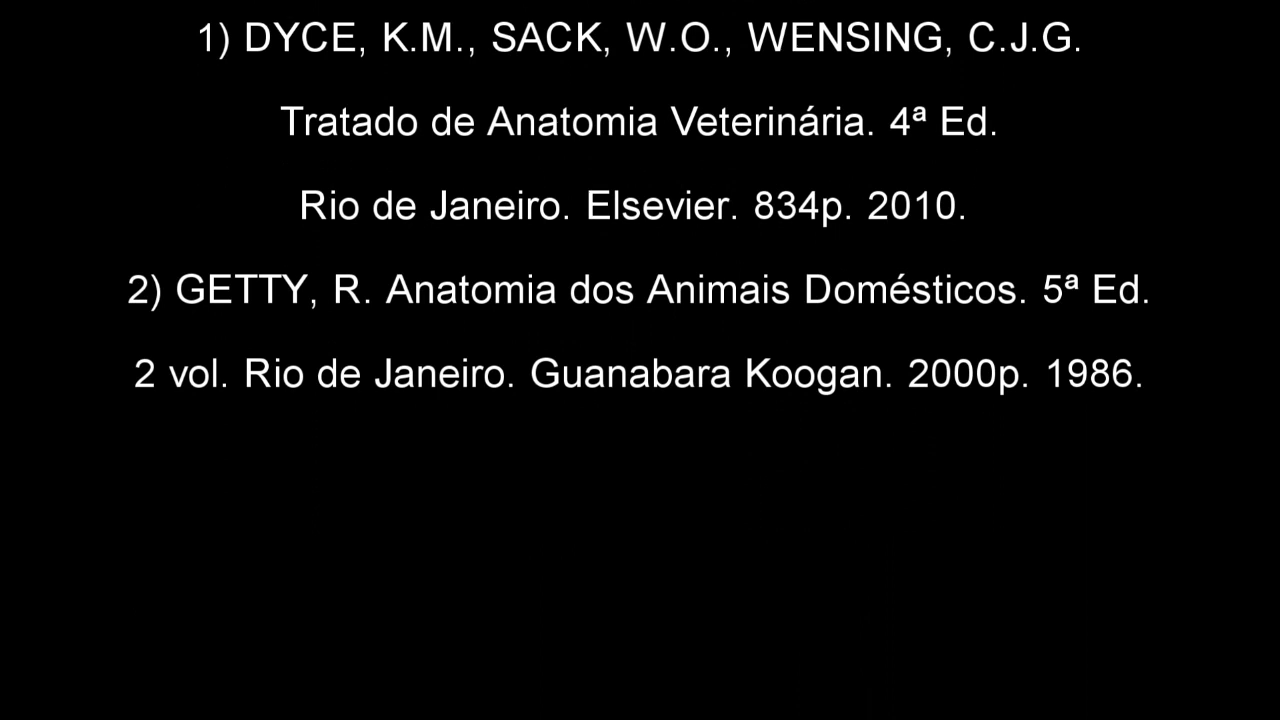 1) DYCE, K.M., SACK, W.O., WENSING, C.J.G.
Tratado de Anatomia Veterinária. 4ª Ed.
Rio de Janeiro. Elsevier. 834p. 2010.
2) GETTY, R. Anatomia dos Animais Domésticos. 5ª Ed.
2 vol. Rio de Janeiro. Guanabara Koogan. 2000p. 1986.